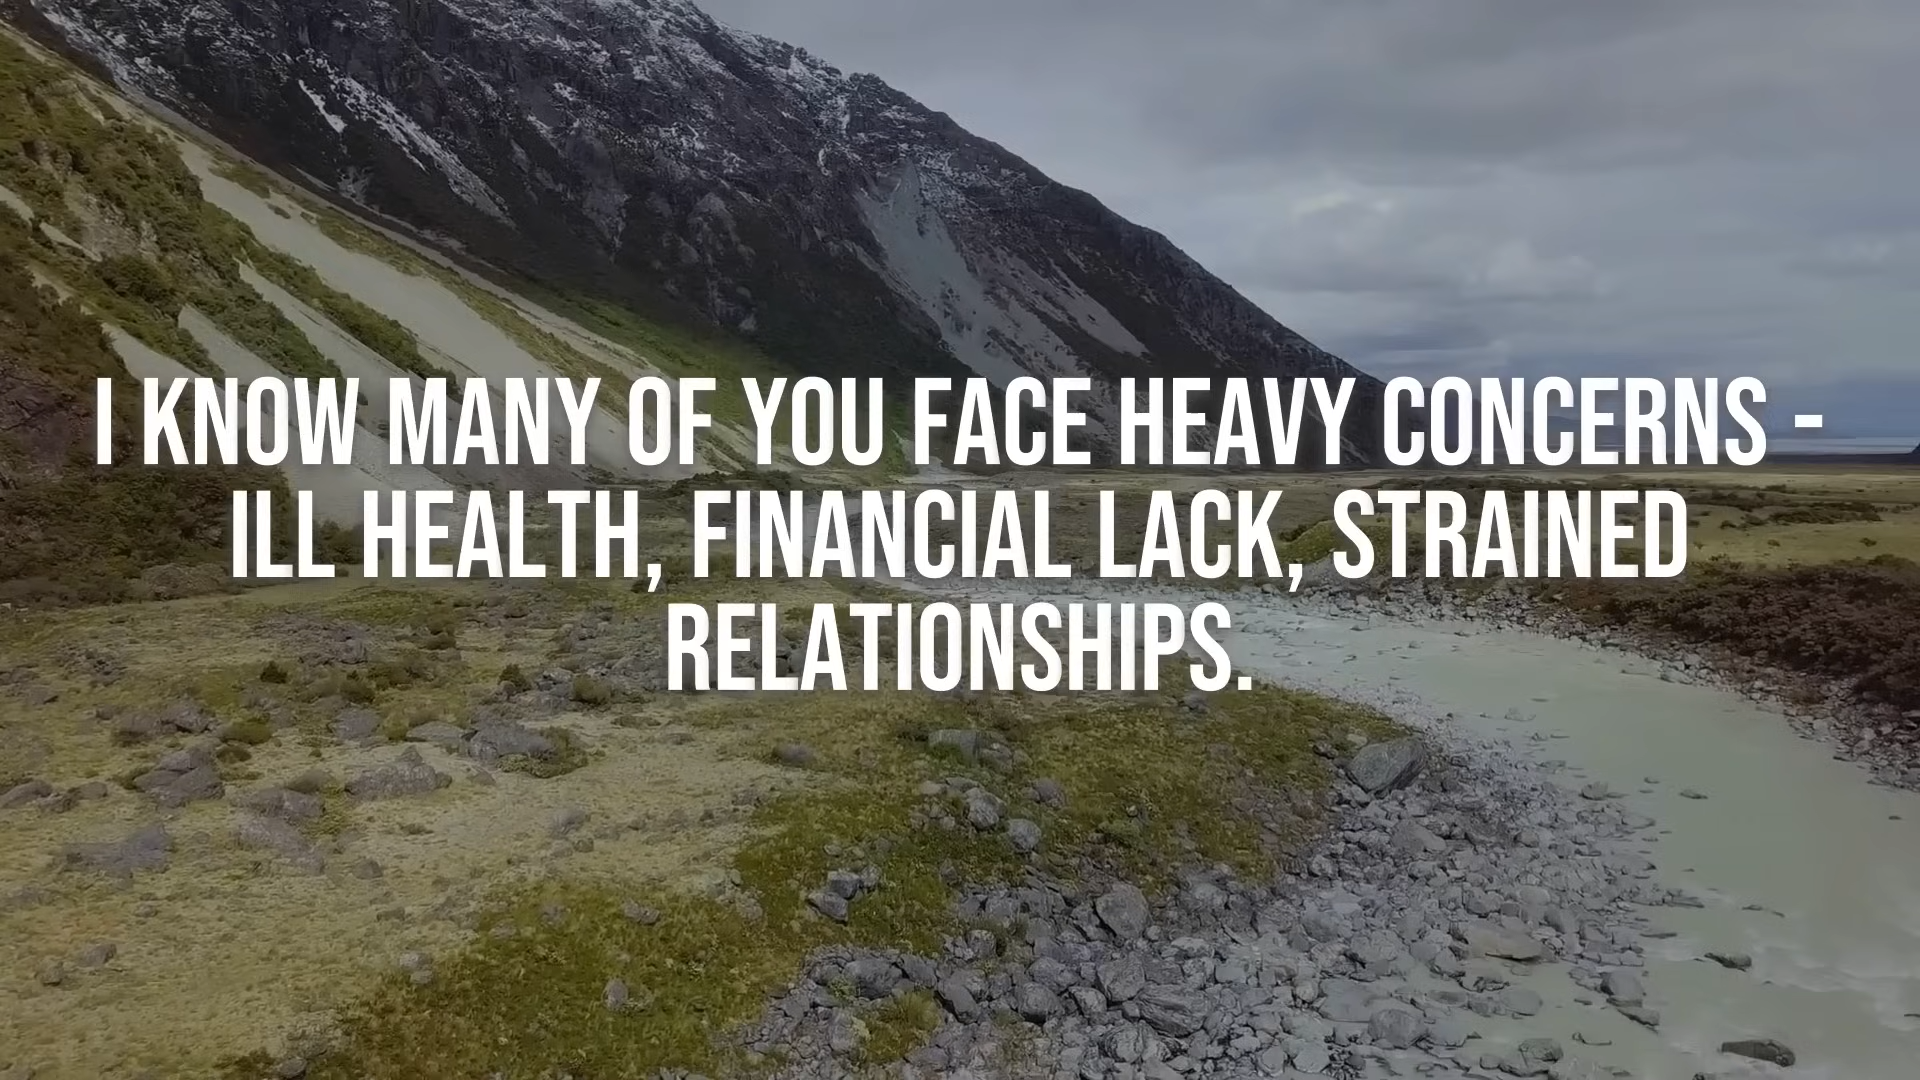 I KNOW MANY OF YOU FACE HEAVY CONCERNS -
ILL HEALTH, FINANCIAL LACK, STRAINED
RELATIONSHIPS.